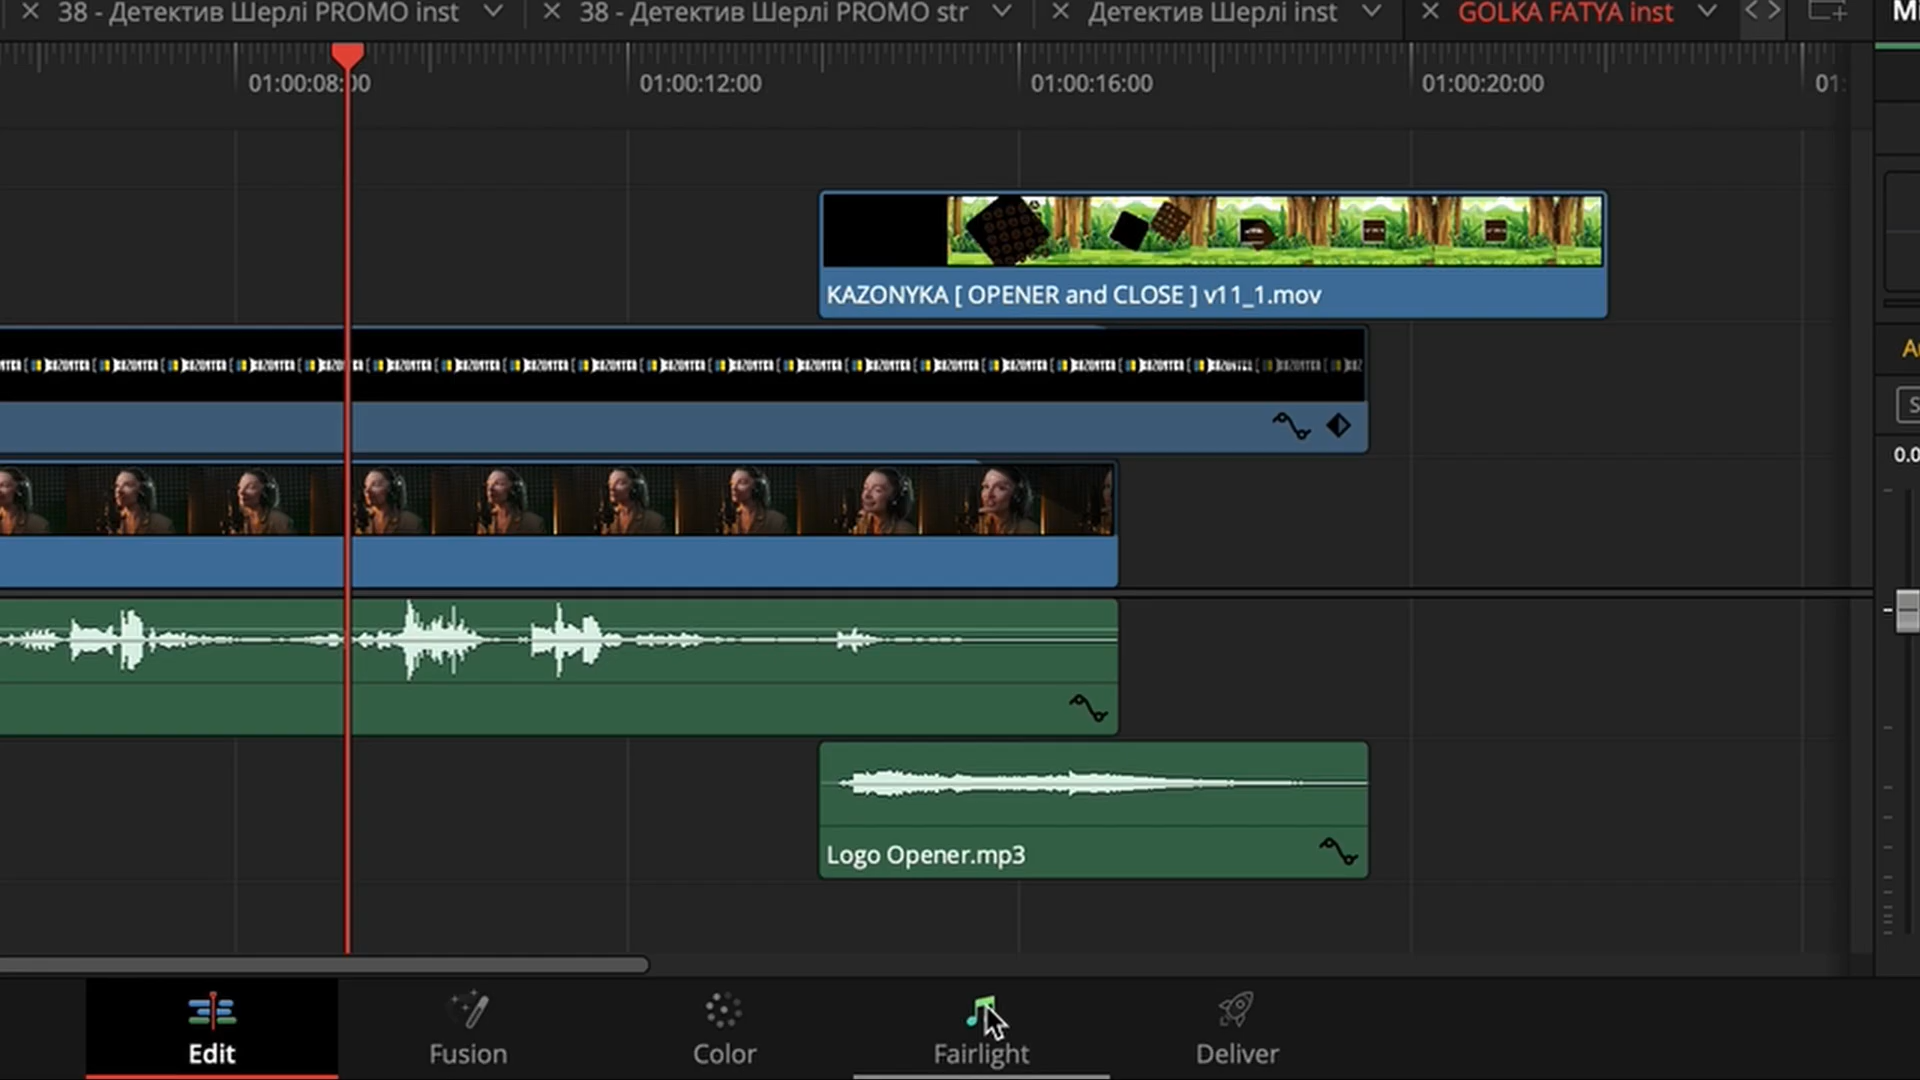 38 - Детектив Шерлі PROMO inst
38 - Детектив Шерлі PROMO str
Детектив Шерлі inst
GOLKA FATYA inst
01:00:08:00
01:00:12:00
01:00:16:00
01:00:20:00
01:
KAZONYKA [ OPENER and CLOSE ] v11_1.mov
0.0
Logo Opener.mp3
Edit
Fusion
Color
Fairlight
Deliver